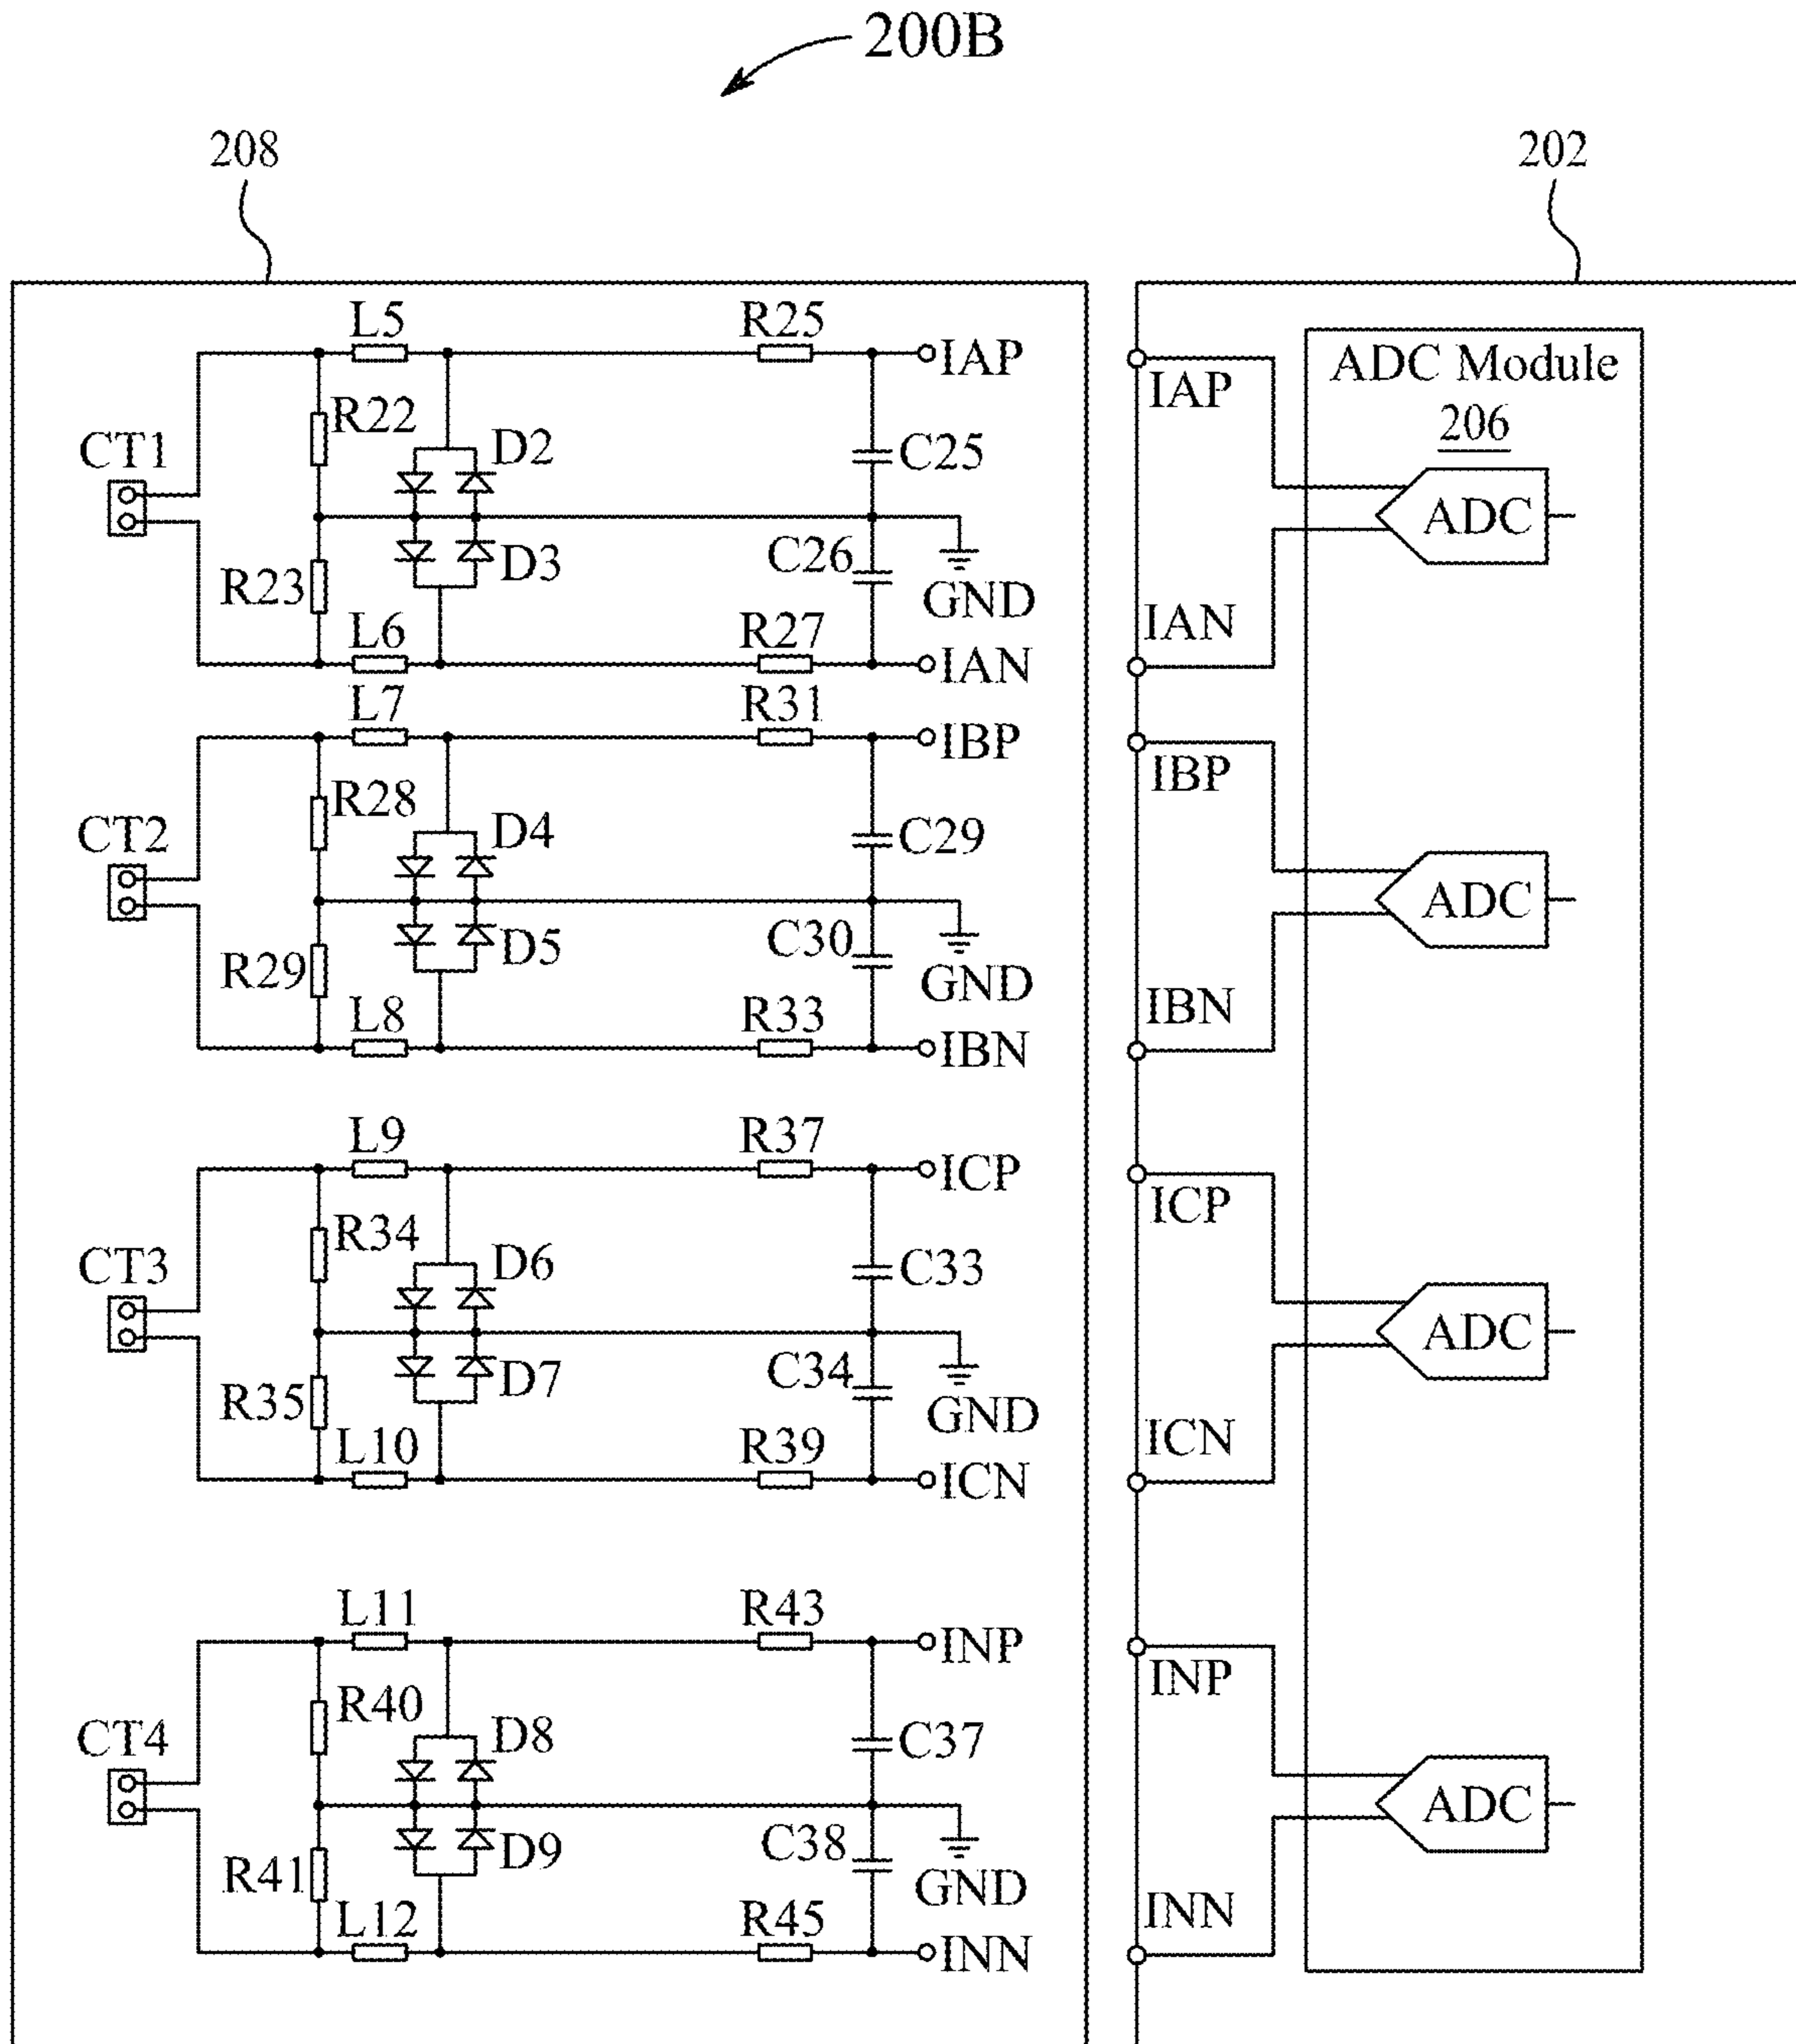 200B
208
202
L5
R25
IAP
R22
D2
C25
CT1
D3
C26
R23
GND
L6
R27
IAN
L7
R31
IBP
R28
D4
C29
CT2
D5
C30
R29
GND
L8
R33
IBN
L9
R37
ICP
R34
D6
C33
CT3
D7
C34
R35
GND
L10
R39
ICN
L11
R43
INP
R40
D8
C37
CT4
D9
C38
R41
GND
L12
R45
INN
ADC Module
206
IAP
ADC
IAN
IBP
ADC
IBN
ICP
ADC
ICN
INP
ADC
INN